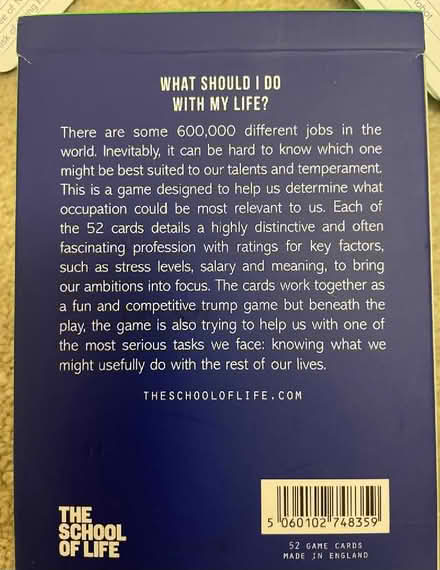 WHAT SHOULD I DO
WITH MY LIFE?
There are some 600,000 different jobs in the
world. Inevitably, it can be hard to know which one
might be best suited to our talents and temperament.
This is a game designed to help us determine what
occupation could be most relevant to us. Each of
the 52 cards details a highly distinctive and often
fascinating profession with ratings for key factors,
such as stress levels, salary and meaning, to bring
our ambitions into focus. The cards work together as
a fun and competitive trump game but beneath the
play, the game is also trying to help us with one of
the most serious tasks we face: knowing what we
might usefully do with the rest of our lives.
THESCHOOLOFLIFE.COM
THE
SCHOOL
OF LIFE
5 060102 748359
52 GAME CARDS
MADE IN ENGLAND